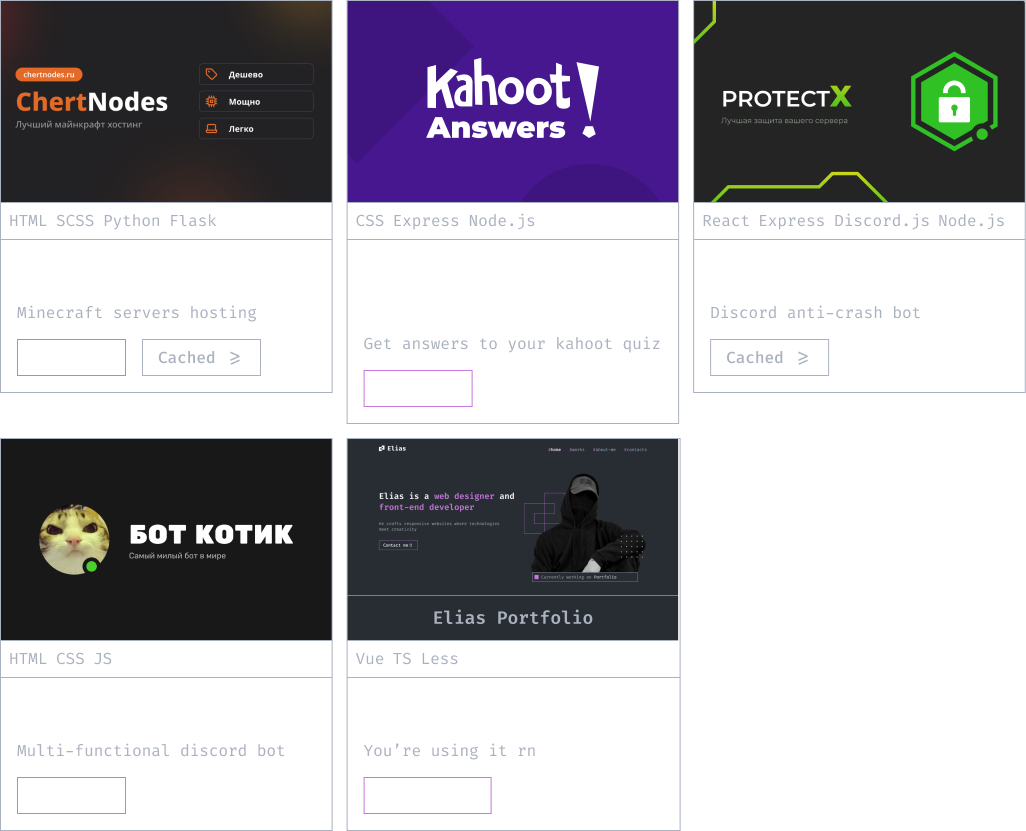 chertnodes.ru
ChertNodes
Лучший майнкрафт хостинг
Дешево
Мощно
Легко
HTML SCSS Python Flask
Minecraft servers hosting
Cached ≥
Kahoot!
Answers
CSS Express Node.js
Get answers to your kahoot quiz
PROTECTX
Лучшая защита вашего сервера
React Express Discord.js Node.js
Discord anti-crash bot
Cached ≥
БОТ КОТИК
Самый милый бот в мире
HTML CSS JS
Multi-functional discord bot
Elias
#home #works #about-me #contacts
Elias is a web designer and
front-end developer
He crafts responsive websites where technologies
meet creativity
Contact me!!
Currently working on Portfolio
Elias Portfolio
Vue TS Less
You’re using it rn